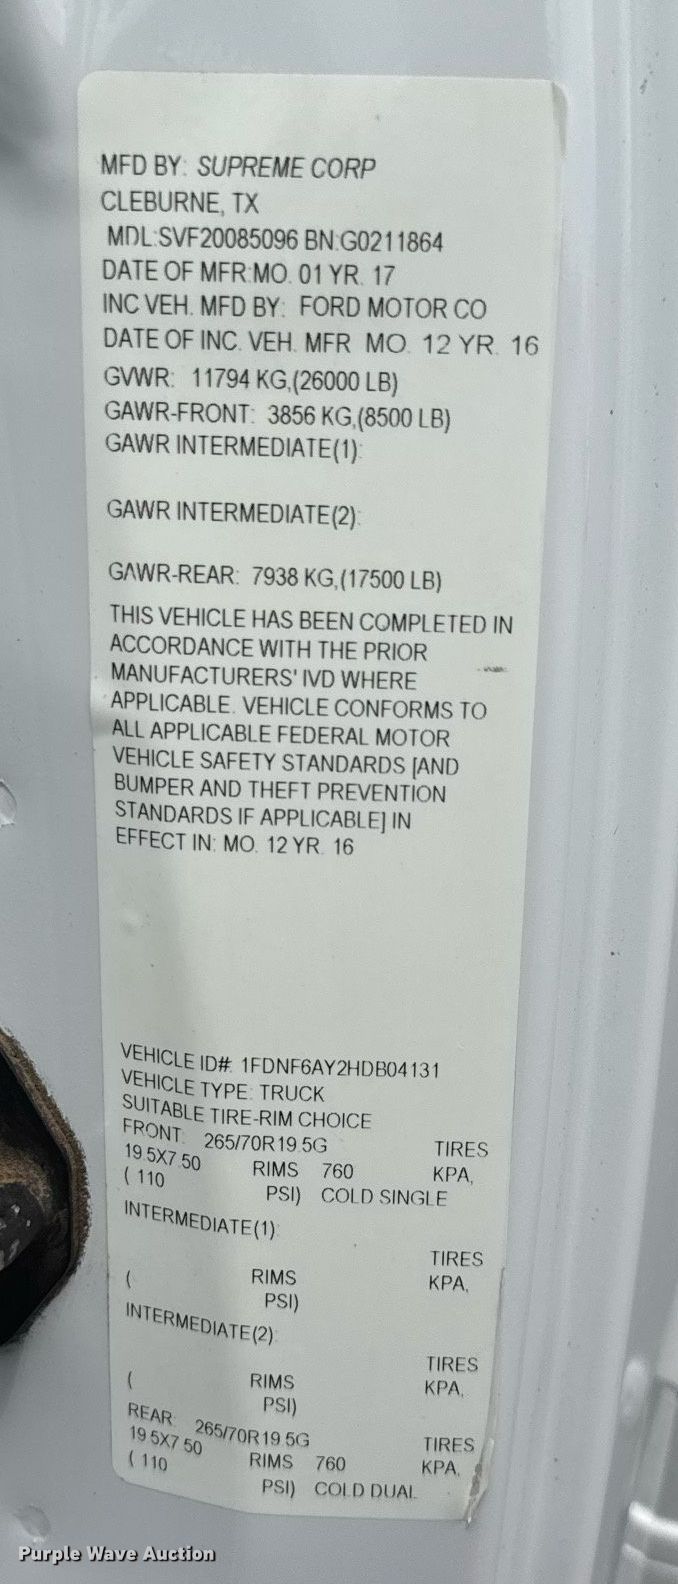 MFD BY: SUPREME CORP
CLEBURNE, TX
MDL:SVF20085096 BN:G0211864
DATE OF MFR:MO. 01 YR. 17
INC VEH. MFD BY: FORD MOTOR CO
DATE OF INC. VEH. MFR MO. 12 YR. 16
GVWR: 11794 KG,(26000 LB)
GAWR-FRONT: 3856 KG,(8500 LB)
GAWR INTERMEDIATE(1):
GAWR INTERMEDIATE(2):
GAWR-REAR: 7938 KG,(17500 LB)
THIS VEHICLE HAS BEEN COMPLETED IN
ACCORDANCE WITH THE PRIOR
MANUFACTURERS' IVD WHERE
APPLICABLE. VEHICLE CONFORMS TO
ALL APPLICABLE FEDERAL MOTOR
VEHICLE SAFETY STANDARDS [AND
BUMPER AND THEFT PREVENTION
STANDARDS IF APPLICABLE] IN
EFFECT IN: MO. 12 YR. 16
VEHICLE ID#: 1FDNF6AY2HDB04131
VEHICLE TYPE: TRUCK
SUITABLE TIRE-RIM CHOICE
FRONT: 265/70R19.5G TIRES
19.5X7.50 RIMS 760 KPA,
( 110 PSI) COLD SINGLE
INTERMEDIATE(1):
TIRES
( RIMS KPA,
PSI)
INTERMEDIATE(2):
TIRES
( RIMS KPA,
PSI)
REAR: 265/70R19.5G TIRES
19.5X7.50 RIMS 760 KPA,
( 110 PSI) COLD DUAL
Purple Wave Auction